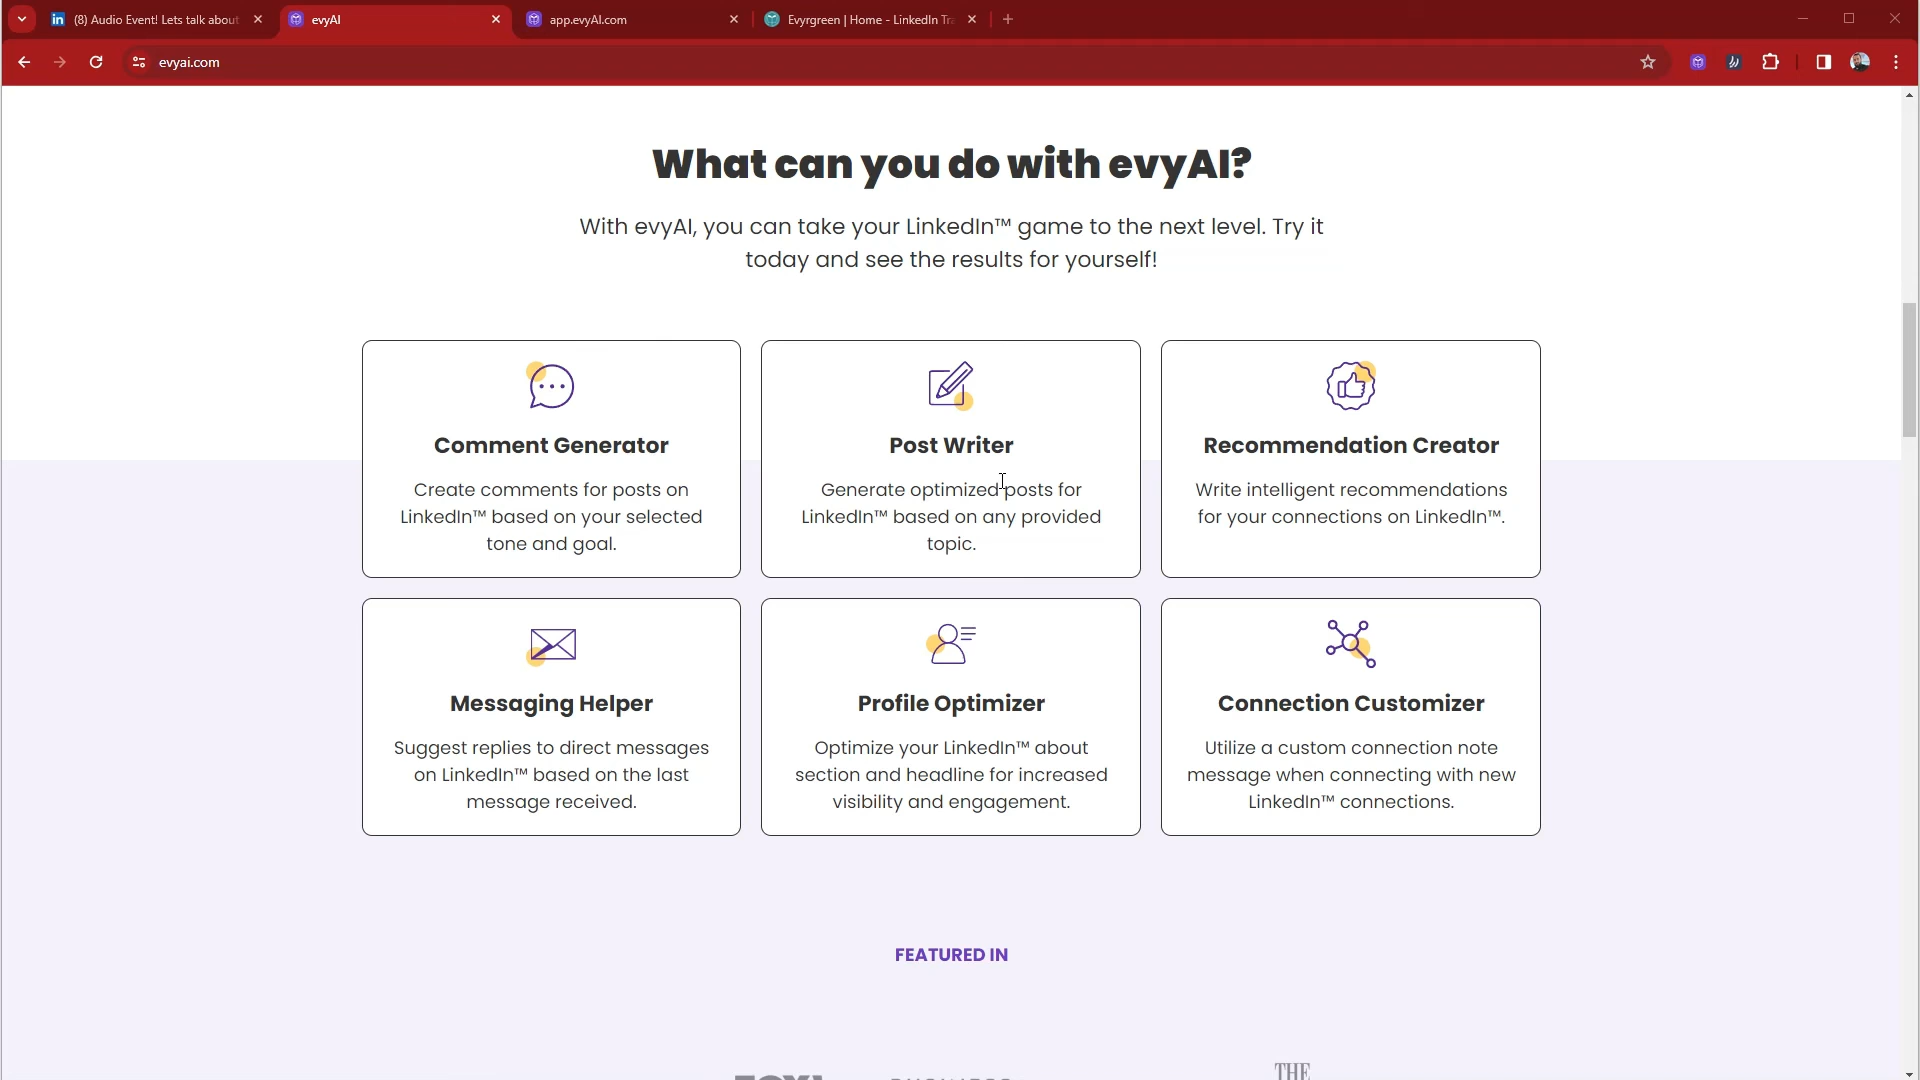 (8) Audio Event! Lets talk about
evyAI
app.evyAI.com
Evyrgreen | Home - LinkedIn Tra
evyai.com
What can you do with evyAI?
With evyAI, you can take your LinkedIn™ game to the next level. Try it
today and see the results for yourself!
Comment Generator
Create comments for posts on
LinkedIn™ based on your selected
tone and goal.
Post Writer
Generate optimized posts for
LinkedIn™ based on any provided
topic.
Recommendation Creator
Write intelligent recommendations
for your connections on LinkedIn™.
Messaging Helper
Suggest replies to direct messages
on LinkedIn™ based on the last
message received.
Profile Optimizer
Optimize your LinkedIn™ about
section and headline for increased
visibility and engagement.
Connection Customizer
Utilize a custom connection note
message when connecting with new
LinkedIn™ connections.
FEATURED IN
THE